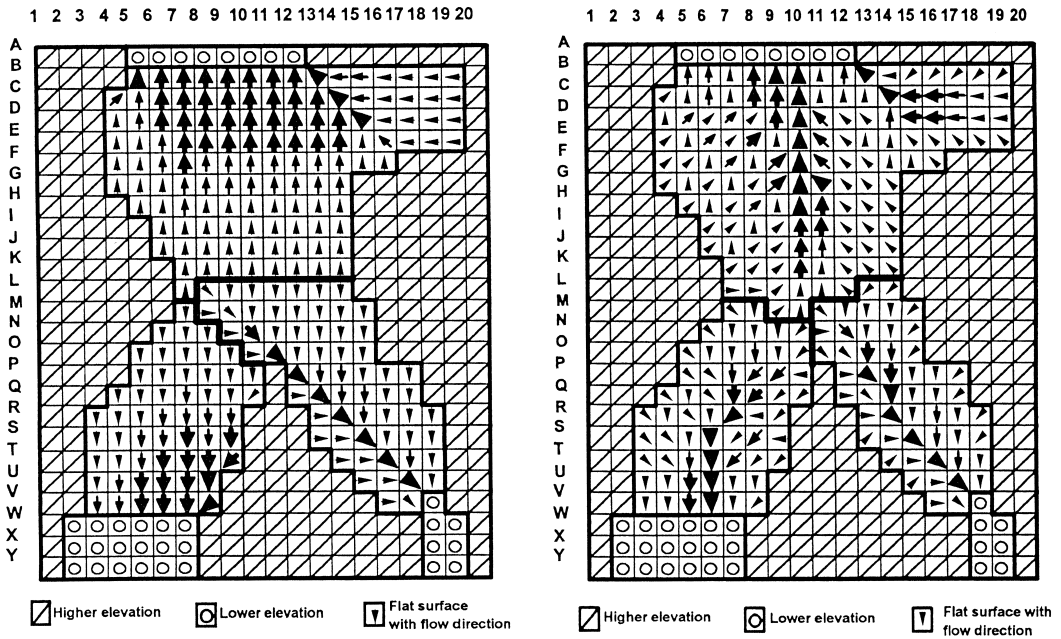 1 2 3 4 5 6 7 8 9 10 11 12 13 14 15 16 17 18 19 20
A
B
C
D
E
F
G
H
I
J
K
L
M
N
O
P
Q
R
S
T
U
V
W
X
Y
Higher elevation
Lower elevation
Flat surface
with flow direction
1 2 3 4 5 6 7 8 9 10 11 12 13 14 15 16 17 18 19 20
A
B
C
D
E
F
G
H
I
J
K
L
M
N
O
P
Q
R
S
T
U
V
W
X
Y
Higher elevation
Lower elevation
Flat surface with
flow direction